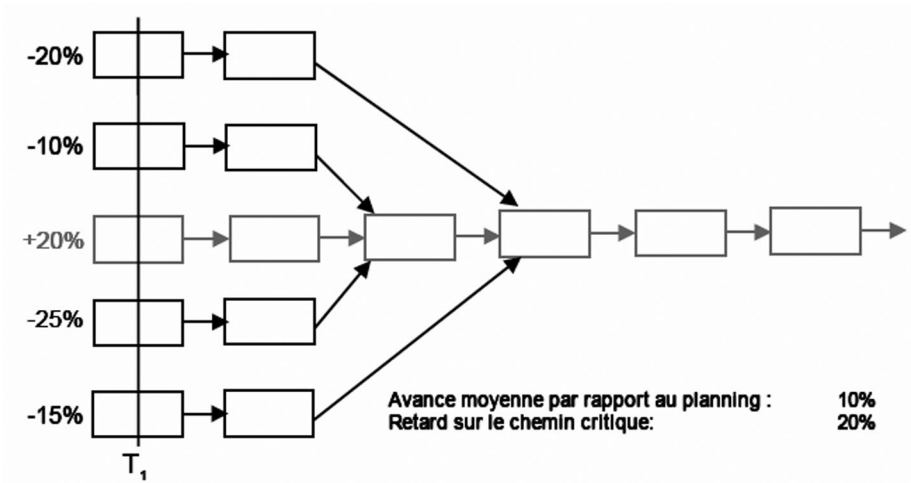 -20%
-10%
+20%
-25%
-15%
Avance moyenne par rapport au planning : 10%
Retard sur le chemin critique: 20%
T1